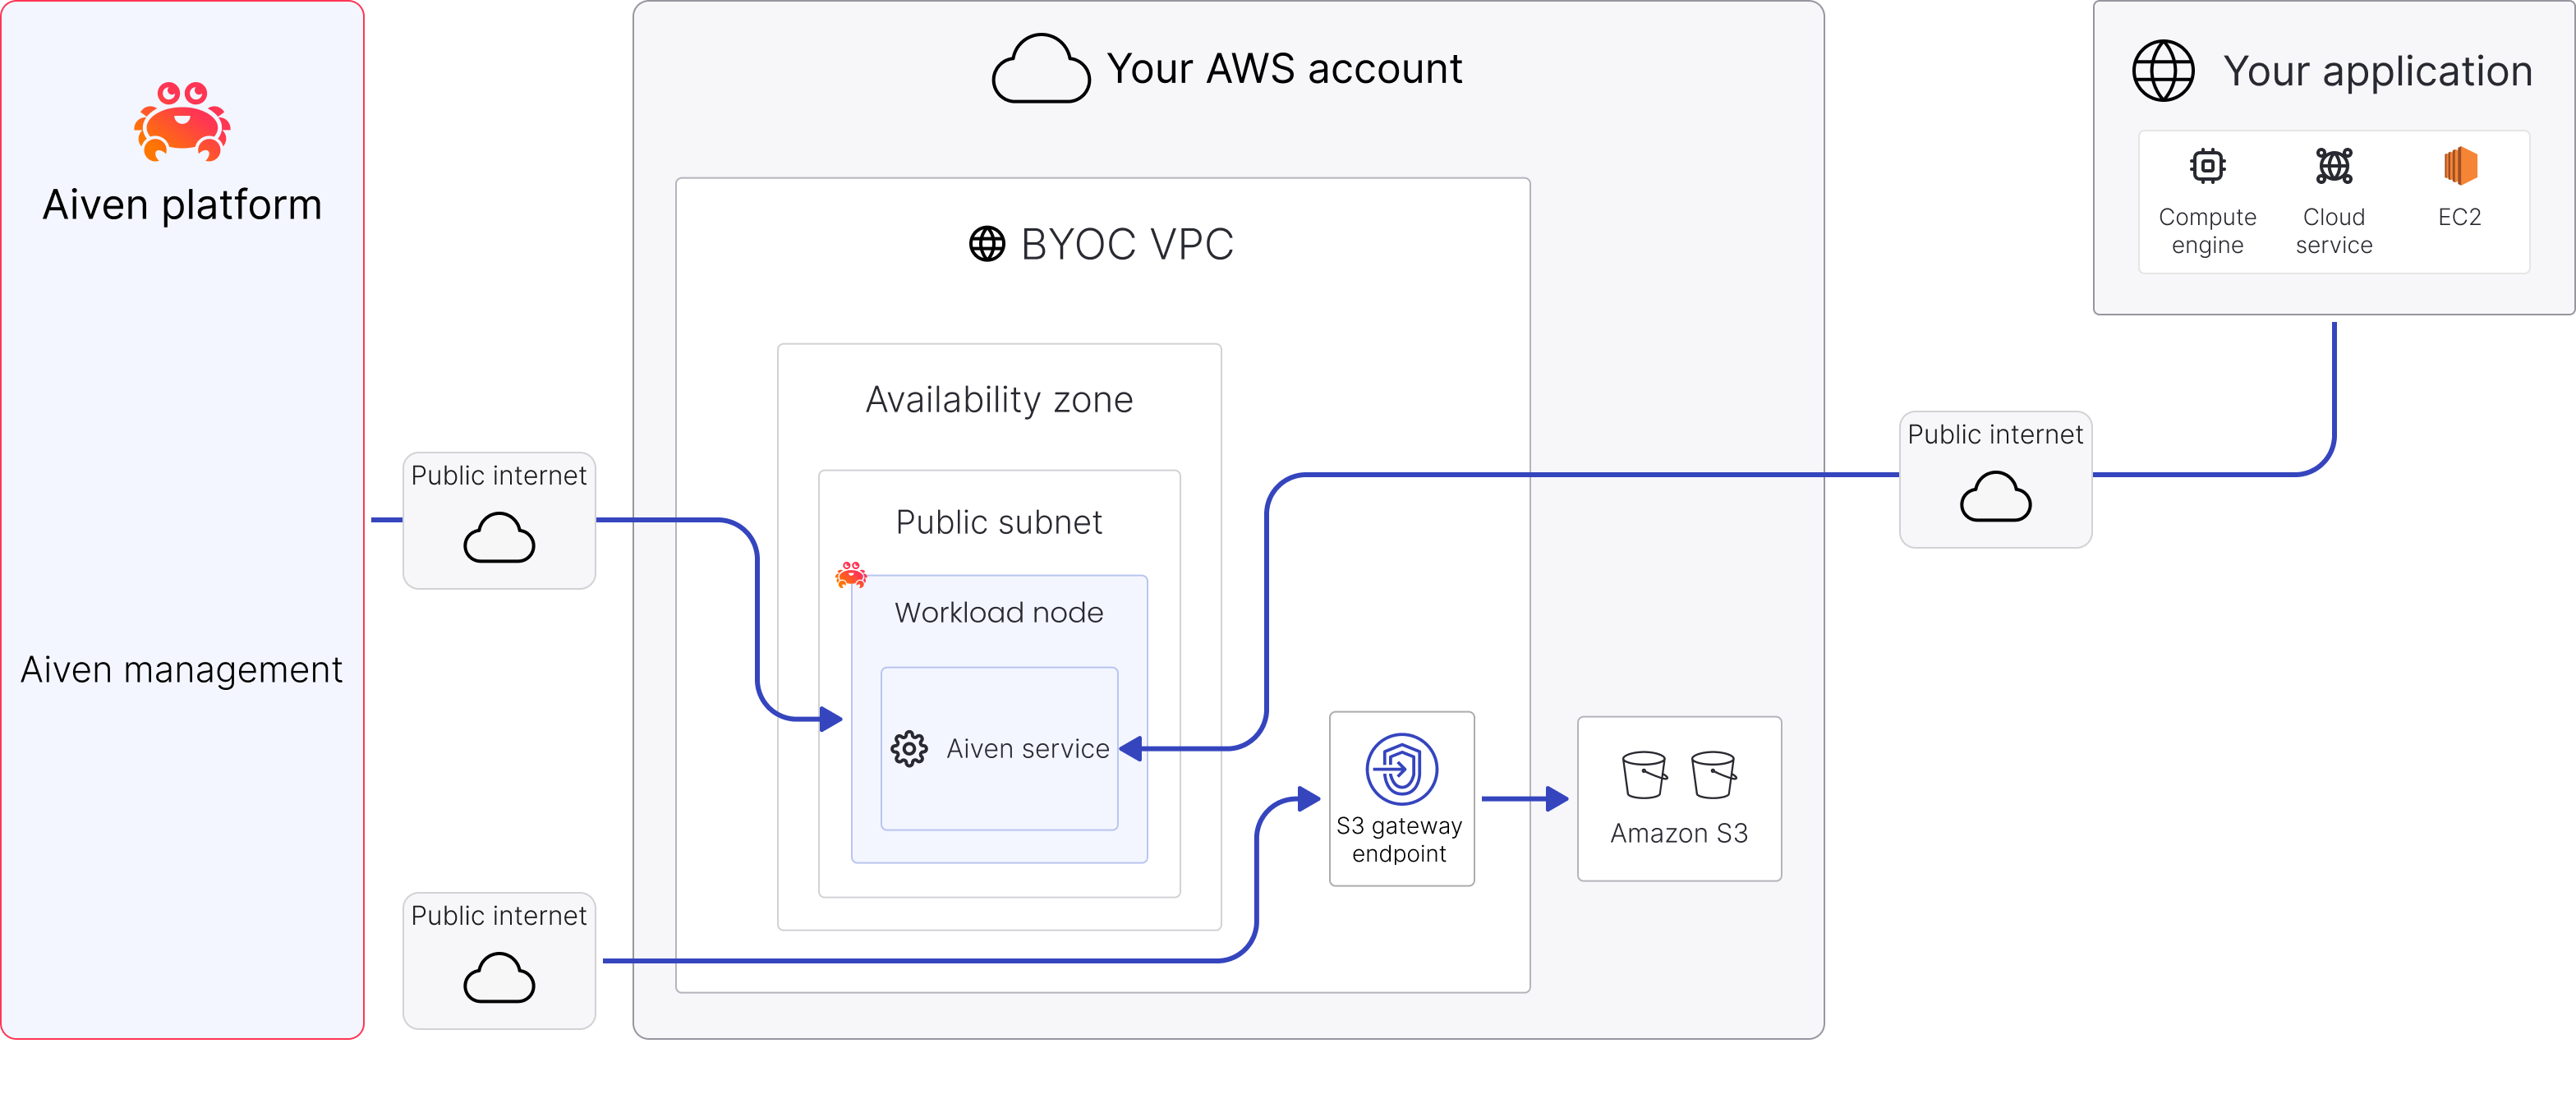 Aiven platform
Aiven management
Public internet
Public internet
Your AWS account
BYOC VPC
Availability zone
Public subnet
Workload node
Aiven service
S3 gateway
endpoint
Amazon S3
Public internet
Your application
Compute
engine
Cloud
service
EC2